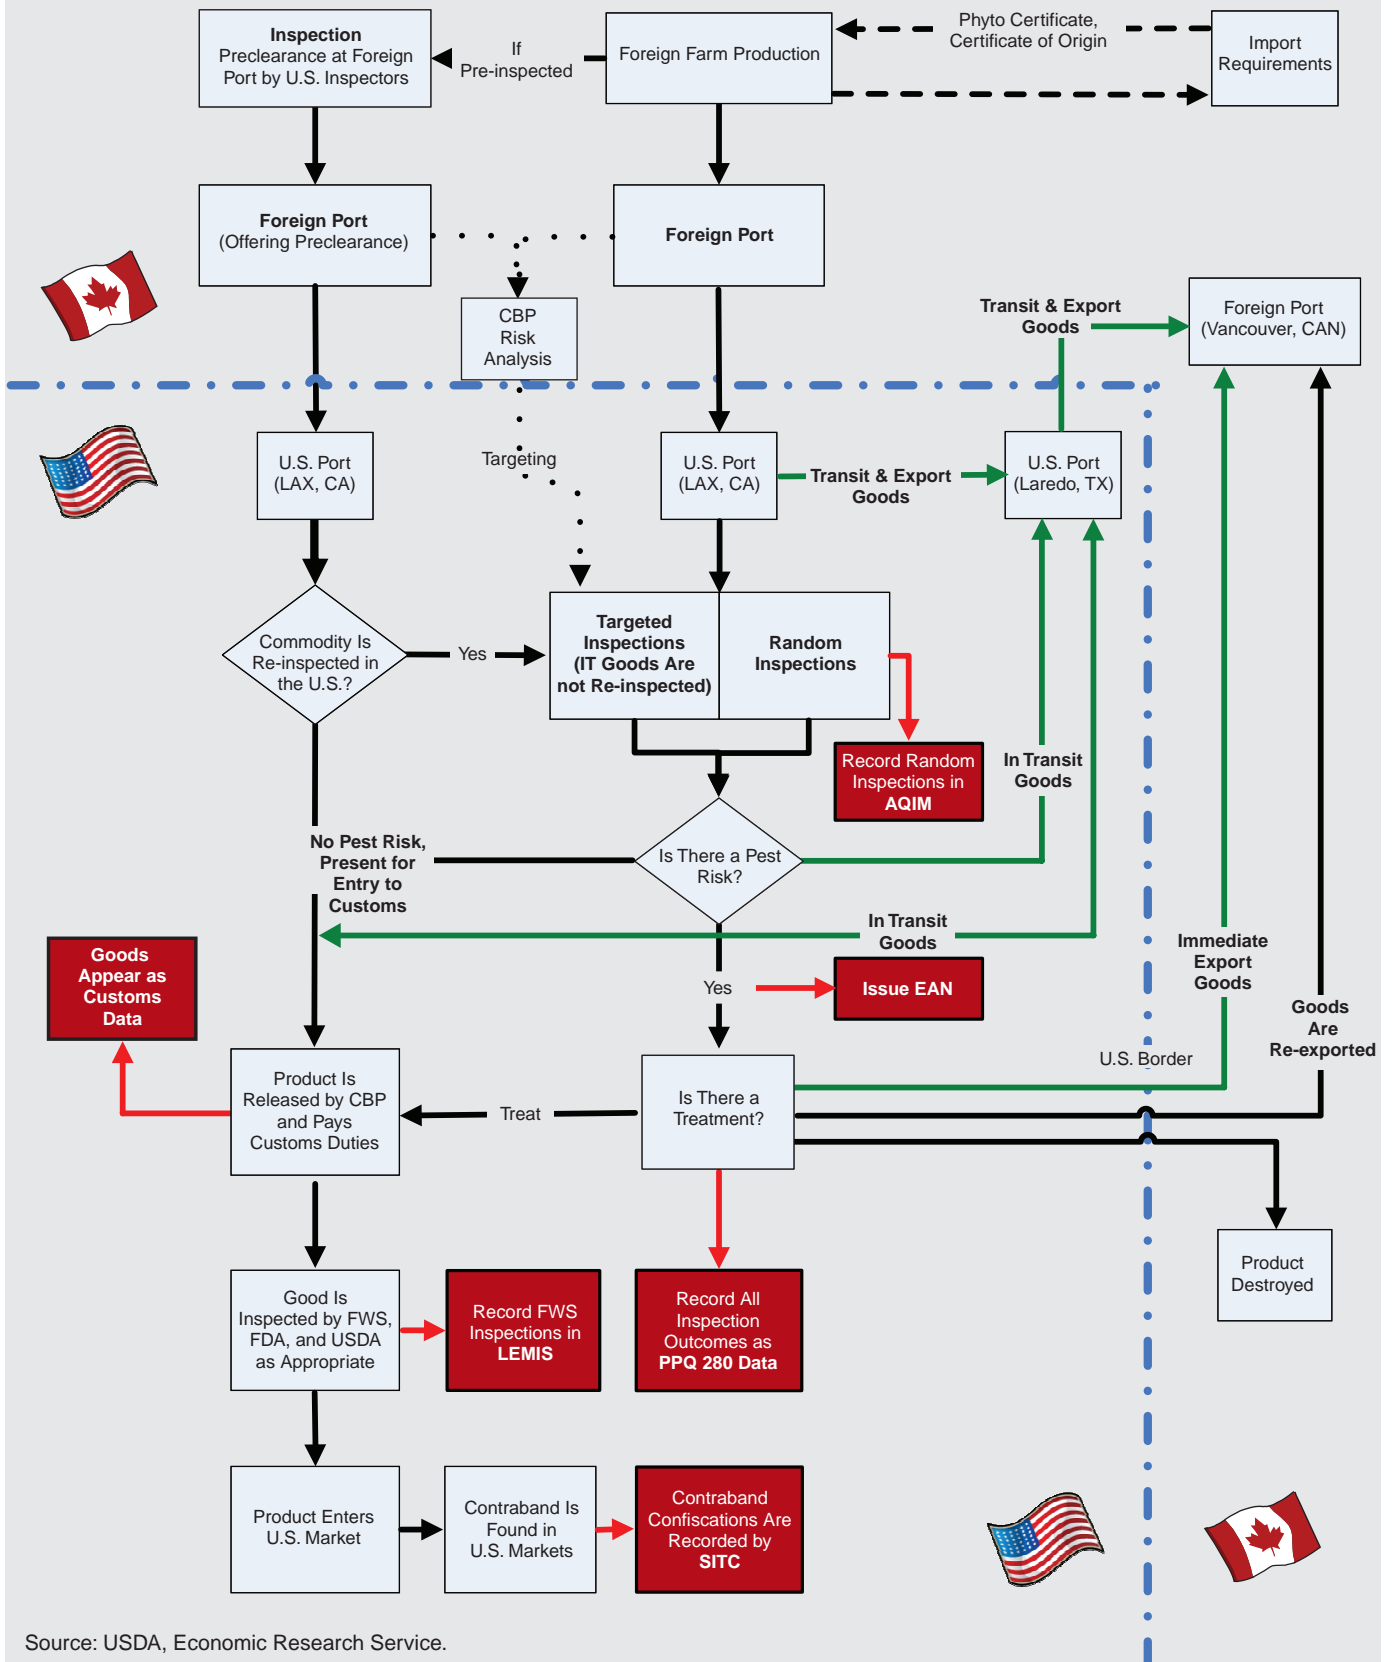 Inspection
Preclearance at Foreign
Port by U.S. Inspectors
If
Pre-inspected
Foreign Farm Production
Phyto Certificate,
Certificate of Origin
Import
Requirements
Foreign Port
(Offering Preclearance)
Foreign Port
CBP
Risk
Analysis
Transit & Export
Goods
Foreign Port
(Vancouver, CAN)
U.S. Port
(LAX, CA)
Targeting
U.S. Port
(LAX, CA)
Transit & Export
Goods
U.S. Port
(Laredo, TX)
Commodity Is
Re-inspected in
the U.S.?
Yes
Targeted
Inspections
(IT Goods Are
not Re-inspected)
Random
Inspections
Record Random
Inspections in
AQIM
In Transit
Goods
No Pest Risk,
Present for
Entry to
Customs
Is There a Pest
Risk?
In Transit
Goods
Immediate
Export
Goods
Goods
Appear as
Customs
Data
Yes
Issue EAN
Goods
Are
Re-exported
U.S. Border
Product Is
Released by CBP
and Pays
Customs Duties
Treat
Is There a
Treatment?
Product
Destroyed
Good Is
Inspected by FWS,
FDA, and USDA
as Appropriate
Record FWS
Inspections in
LEMIS
Record All
Inspection
Outcomes as
PPQ 280 Data
Product Enters
U.S. Market
Contraband Is
Found in
U.S. Markets
Contraband
Confiscations Are
Recorded by
SITC
Source: USDA, Economic Research Service.